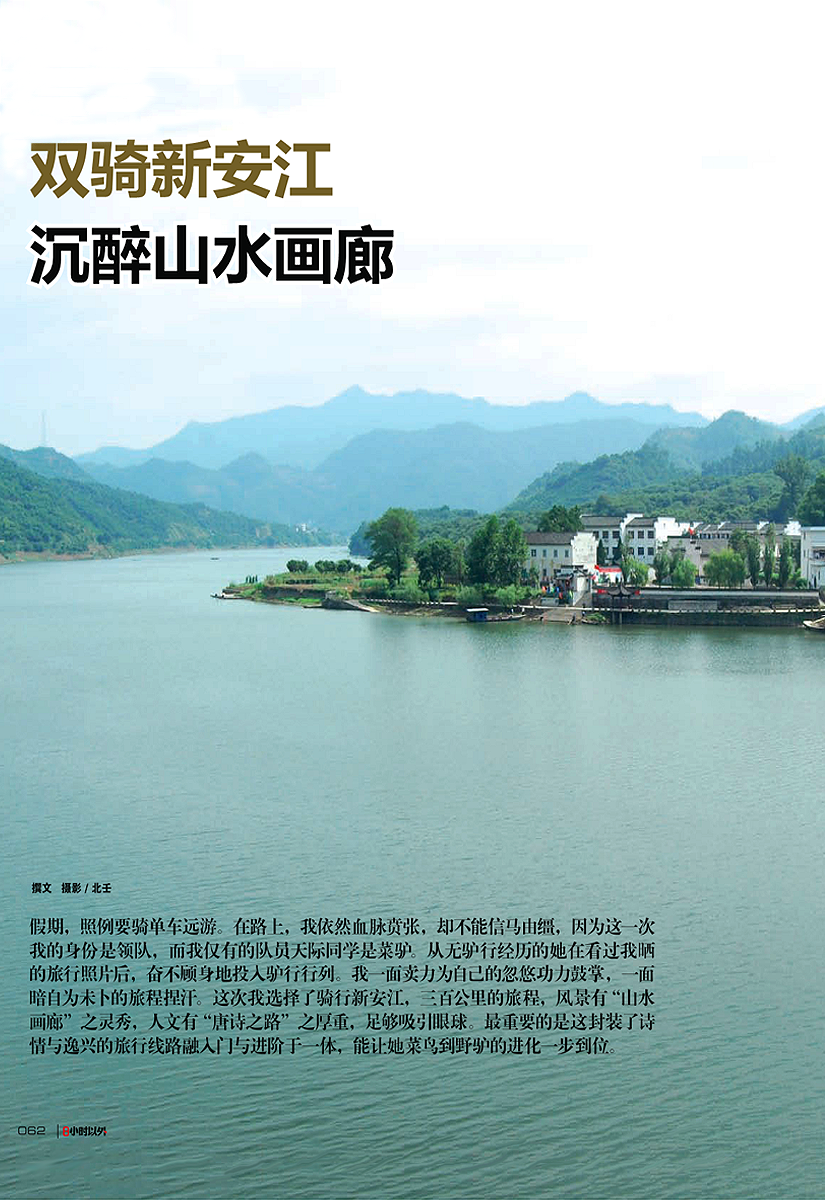 双骑新安江
沉醉山水画廊
撰文 摄影 / 北壬
假期，照例要骑单车远游。在路上，我依然血脉贲张，却不能信马由缰，因为这一次
我的身份是领队，而我仅有的队员天际同学是菜驴。从无驴行经历的她在看过我晒
的旅行照片后，奋不顾身地投入驴行行列。我一面卖力为自己的忽悠功力鼓掌，一面
暗自为未卜的旅程捏汗。这次我选择了骑行新安江，三百公里的旅程，风景有“山水
画廊”之灵秀，人文有“唐诗之路”之厚重，足够吸引眼球。最重要的是这封装了诗
情与逸兴的旅行线路融入门与进阶于一体，能让她菜鸟到野驴的进化一步到位。
062 8小时以外